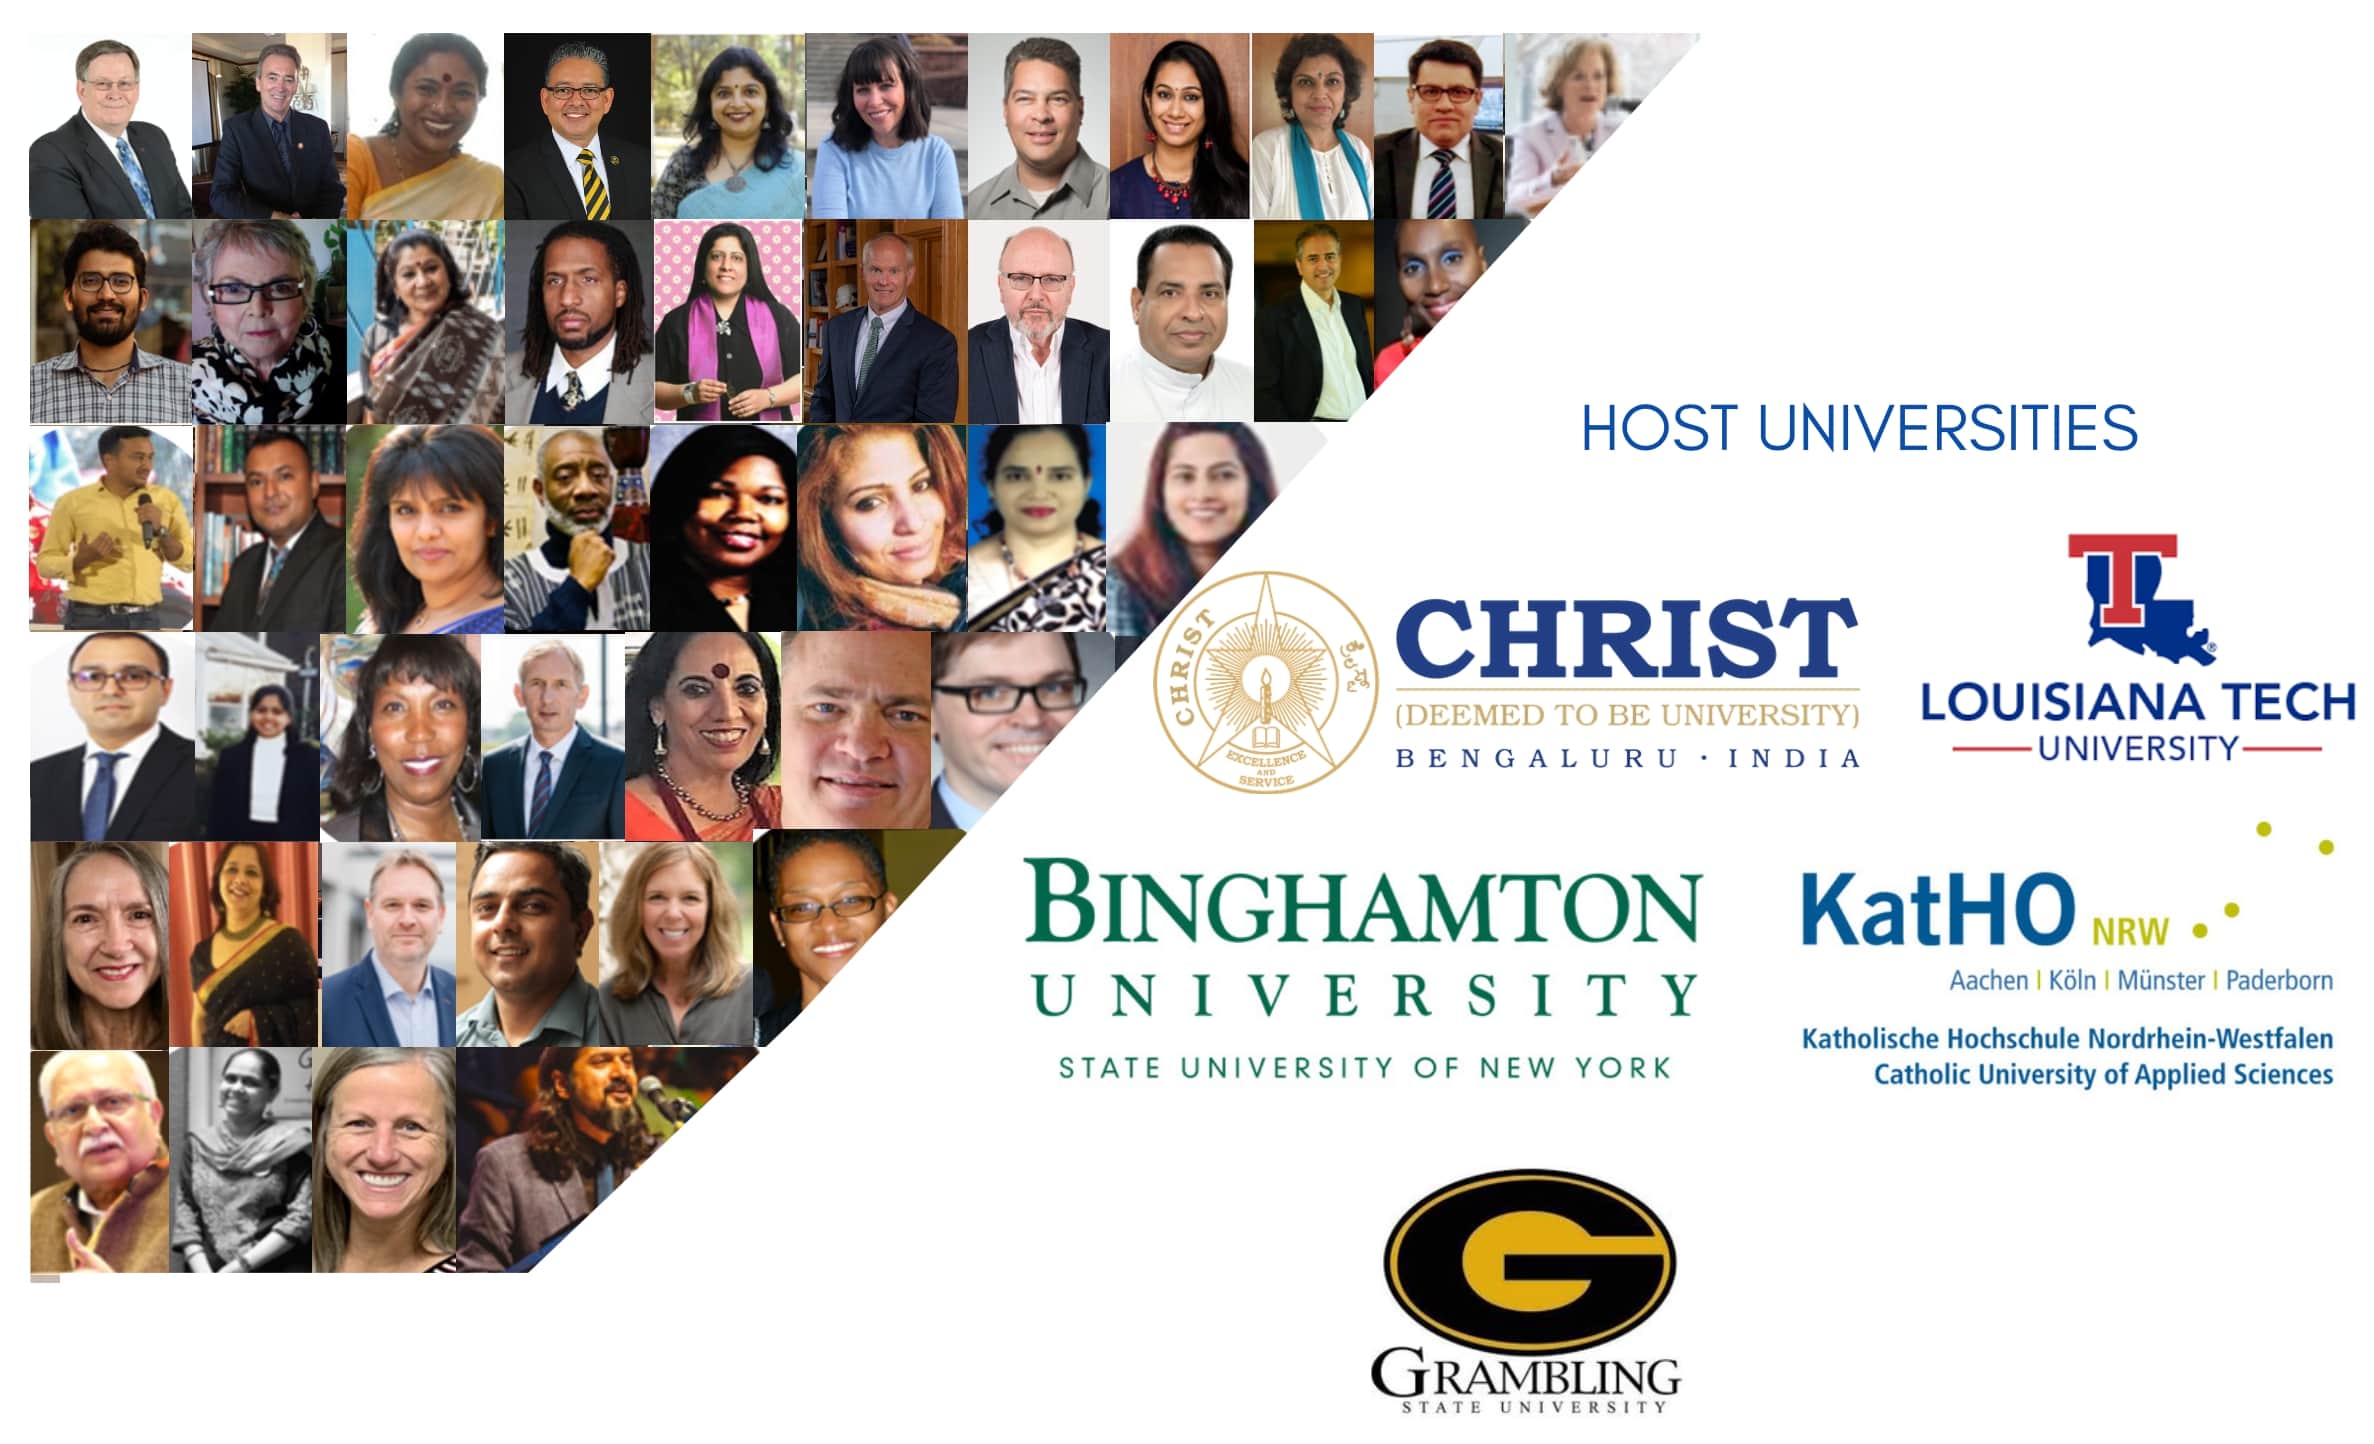 HOST UNIVERSITIES
CHRIST
EXCELLENCE
AND
SERVICE
CHRIST
(DEEMED TO BE UNIVERSITY)
BENGALURU · INDIA
T
®
LOUISIANA TECH
UNIVERSITY
BINGHAMTON
UNIVERSITY
STATE UNIVERSITY OF NEW YORK
KatHO NRW
Aachen | Köln | Münster | Paderborn
Katholische Hochschule Nordrhein-Westfalen
Catholic University of Applied Sciences
G
GRAMBLING
STATE UNIVERSITY